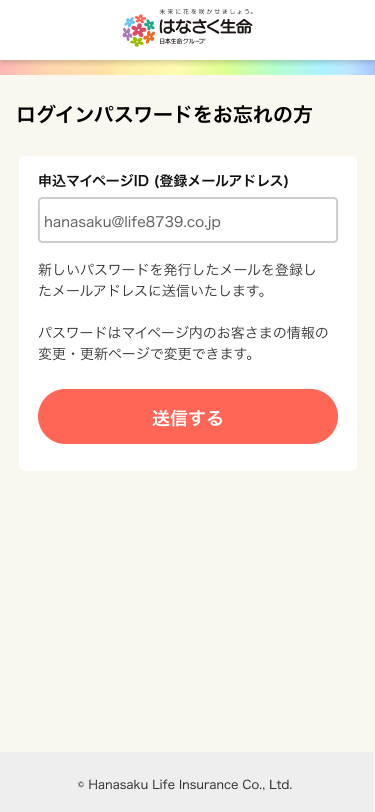 未来に花を咲かせましょう。
はなさく生命
日本生命グループ
ログインパスワードをお忘れの方
申込マイページID (登録メールアドレス)
hanasaku@life8739.co.jp
新しいパスワードを発行したメールを登録し
たメールアドレスに送信いたします。
パスワードはマイページ内のお客さまの情報の
変更・更新ページで変更できます。
送信する
© Hanasaku Life Insurance Co., Ltd.